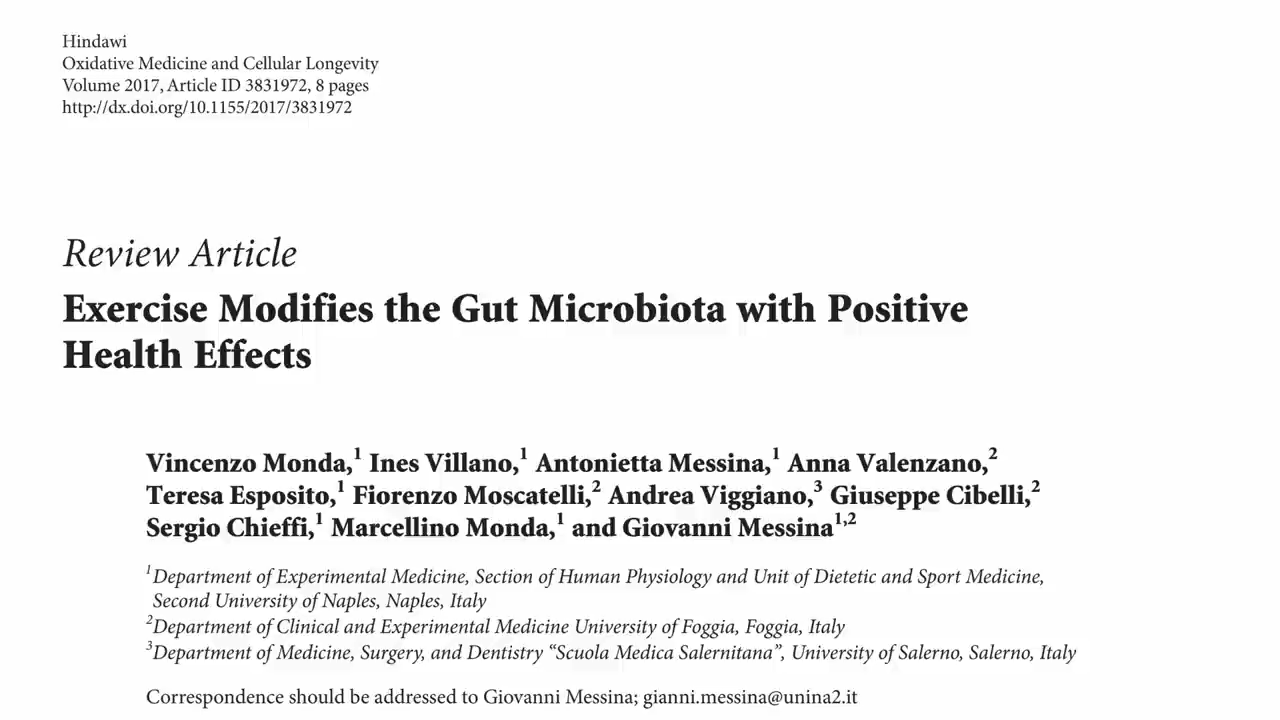 Hindawi
Oxidative Medicine and Cellular Longevity
Volume 2017, Article ID 3831972, 8 pages
http://dx.doi.org/10.1155/2017/3831972
Review Article
Exercise Modifies the Gut Microbiota with Positive
Health Effects
Vincenzo Monda,1 Ines Villano,1 Antonietta Messina,1 Anna Valenzano,2
Teresa Esposito,1 Fiorenzo Moscatelli,2 Andrea Viggiano,3 Giuseppe Cibelli,2
Sergio Chieffi,1 Marcellino Monda,1 and Giovanni Messina1,2
1Department of Experimental Medicine, Section of Human Physiology and Unit of Dietetic and Sport Medicine,
Second University of Naples, Naples, Italy
2Department of Clinical and Experimental Medicine University of Foggia, Foggia, Italy
3Department of Medicine, Surgery, and Dentistry “Scuola Medica Salernitana”, University of Salerno, Salerno, Italy
Correspondence should be addressed to Giovanni Messina; gianni.messina@unina2.it